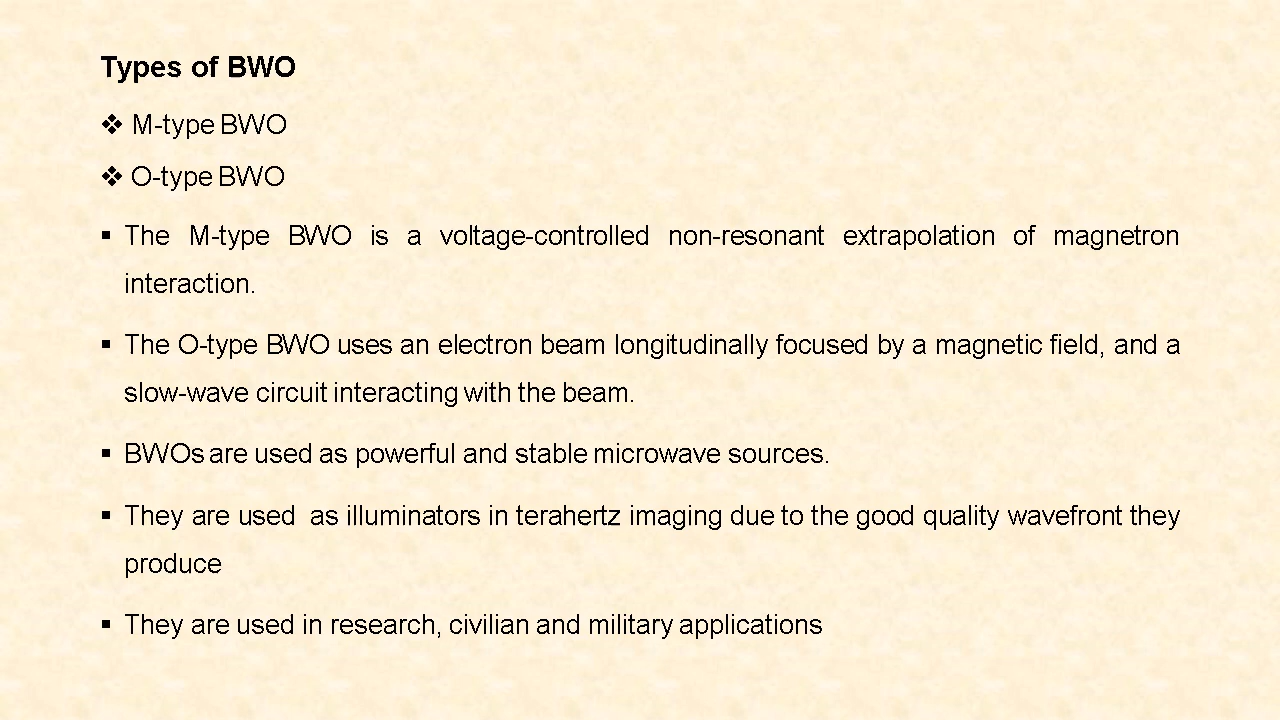 Types of BWO
❖ M-type BWO
❖ O-type BWO
▪ The M-type BWO is a voltage-controlled non-resonant extrapolation of magnetron
interaction.
▪ The O-type BWO uses an electron beam longitudinally focused by a magnetic field, and a
slow-wave circuit interacting with the beam.
▪ BWOs are used as powerful and stable microwave sources.
▪ They are used  as illuminators in terahertz imaging due to the good quality wavefront they
produce
▪ They are used in research, civilian and military applications